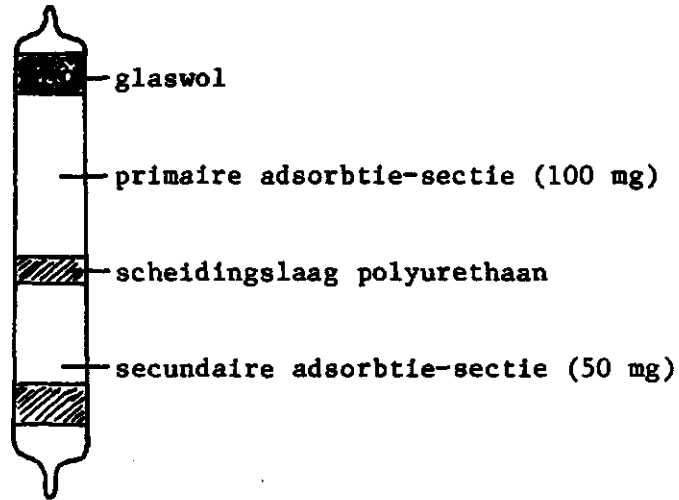 glaswol
primaire adsorbtie-sectie (100 mg)
scheidingslaag polyurethaan
secundaire adsorbtie-sectie (50 mg)